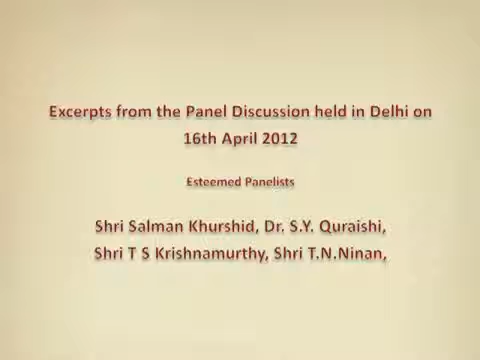 Excerpts from the Panel Discussion held in Delhi on
16th April 2012
Esteemed Panelists
Shri Salman Khurshid, Dr. S.Y. Quraishi,
Shri T S Krishnamurthy, Shri T.N.Ninan,